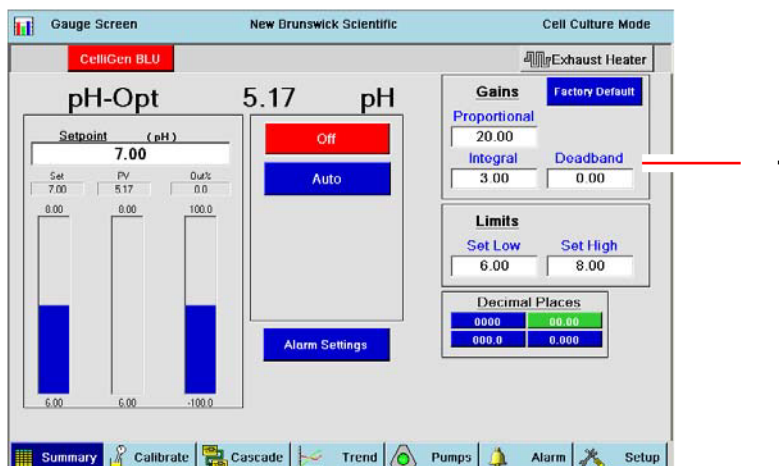 Gauge Screen New Brunswick Scientific Cell Culture Mode
CelliGen BLU Exhaust Heater
pH-Opt 5.17 pH
Setpoint (pH)
7.00
Set PV Out%
7.00 5.17 0.0
8.00 8.00 100.0
6.00 6.00 -100.0
Off
Auto
Alarm Settings
Gains Factory Default
Proportional
20.00
Integral Deadband
3.00 0.00
Limits
Set Low Set High
6.00 8.00
Decimal Places
0000 00.00
000.0 0.000
Summary Calibrate Cascade Trend Pumps Alarm Setup